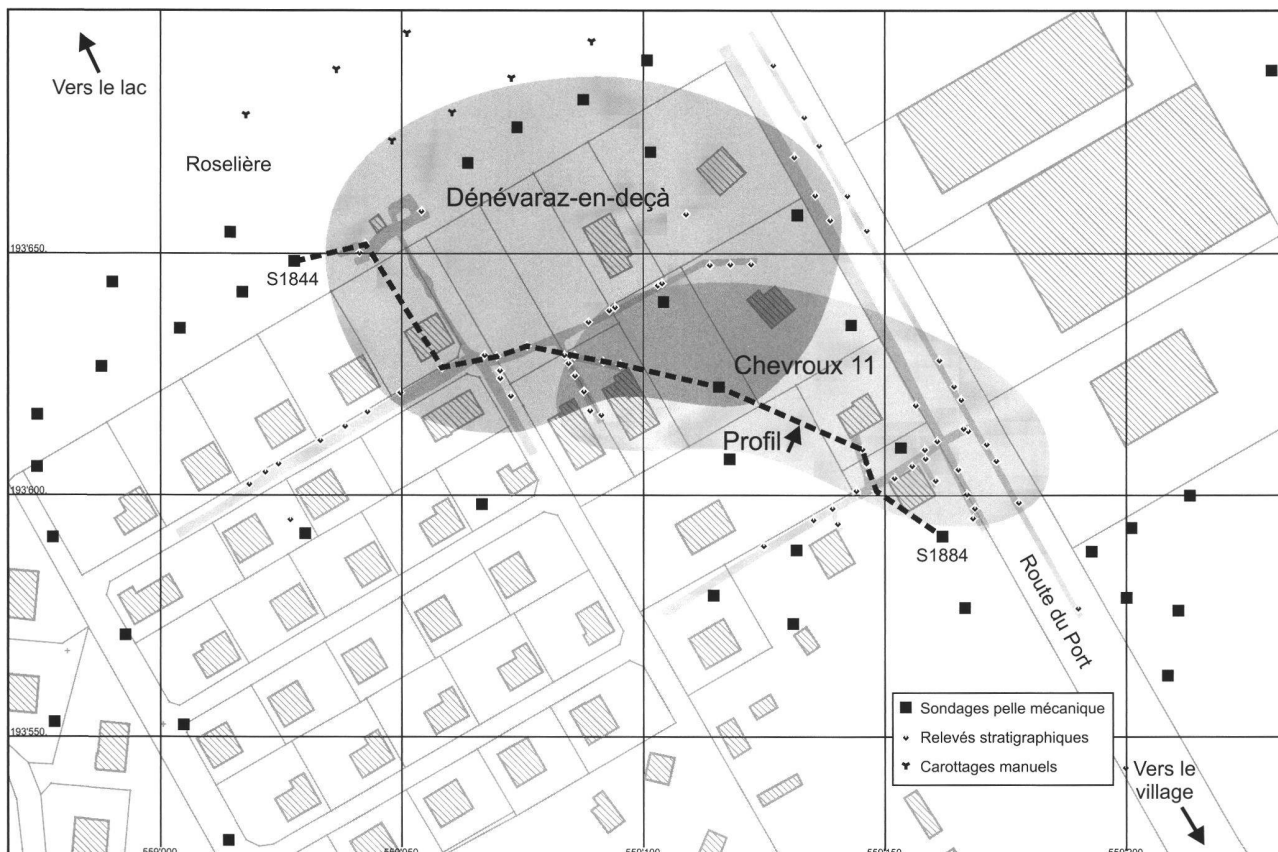 Vers le lac
Roselière
Dénévaraz-en-deçà
193'650.
S1844
Chevroux 11
Profil
193'600.
S1884
Route du Port
Sondages pelle mécanique
193'550.
Relevés stratigraphiques
Carottages manuels
Vers le
village